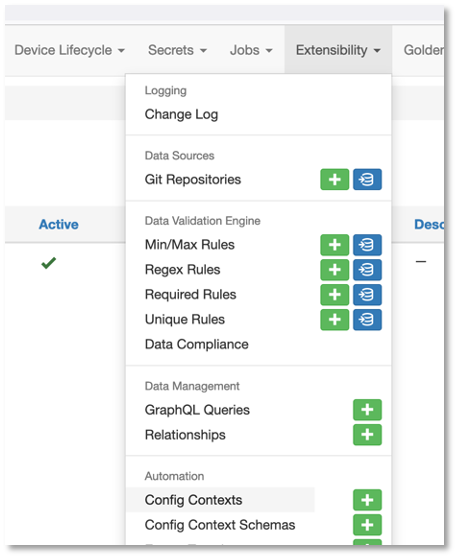 Device Lifecycle Secrets Jobs Extensibility Golden
Logging
Change Log
Data Sources
Git Repositories
Active
Data Validation Engine
Desc
Min/Max Rules
Regex Rules
Required Rules
Unique Rules
Data Compliance
Data Management
GraphQL Queries
Relationships
Automation
Config Contexts
Config Context Schemas